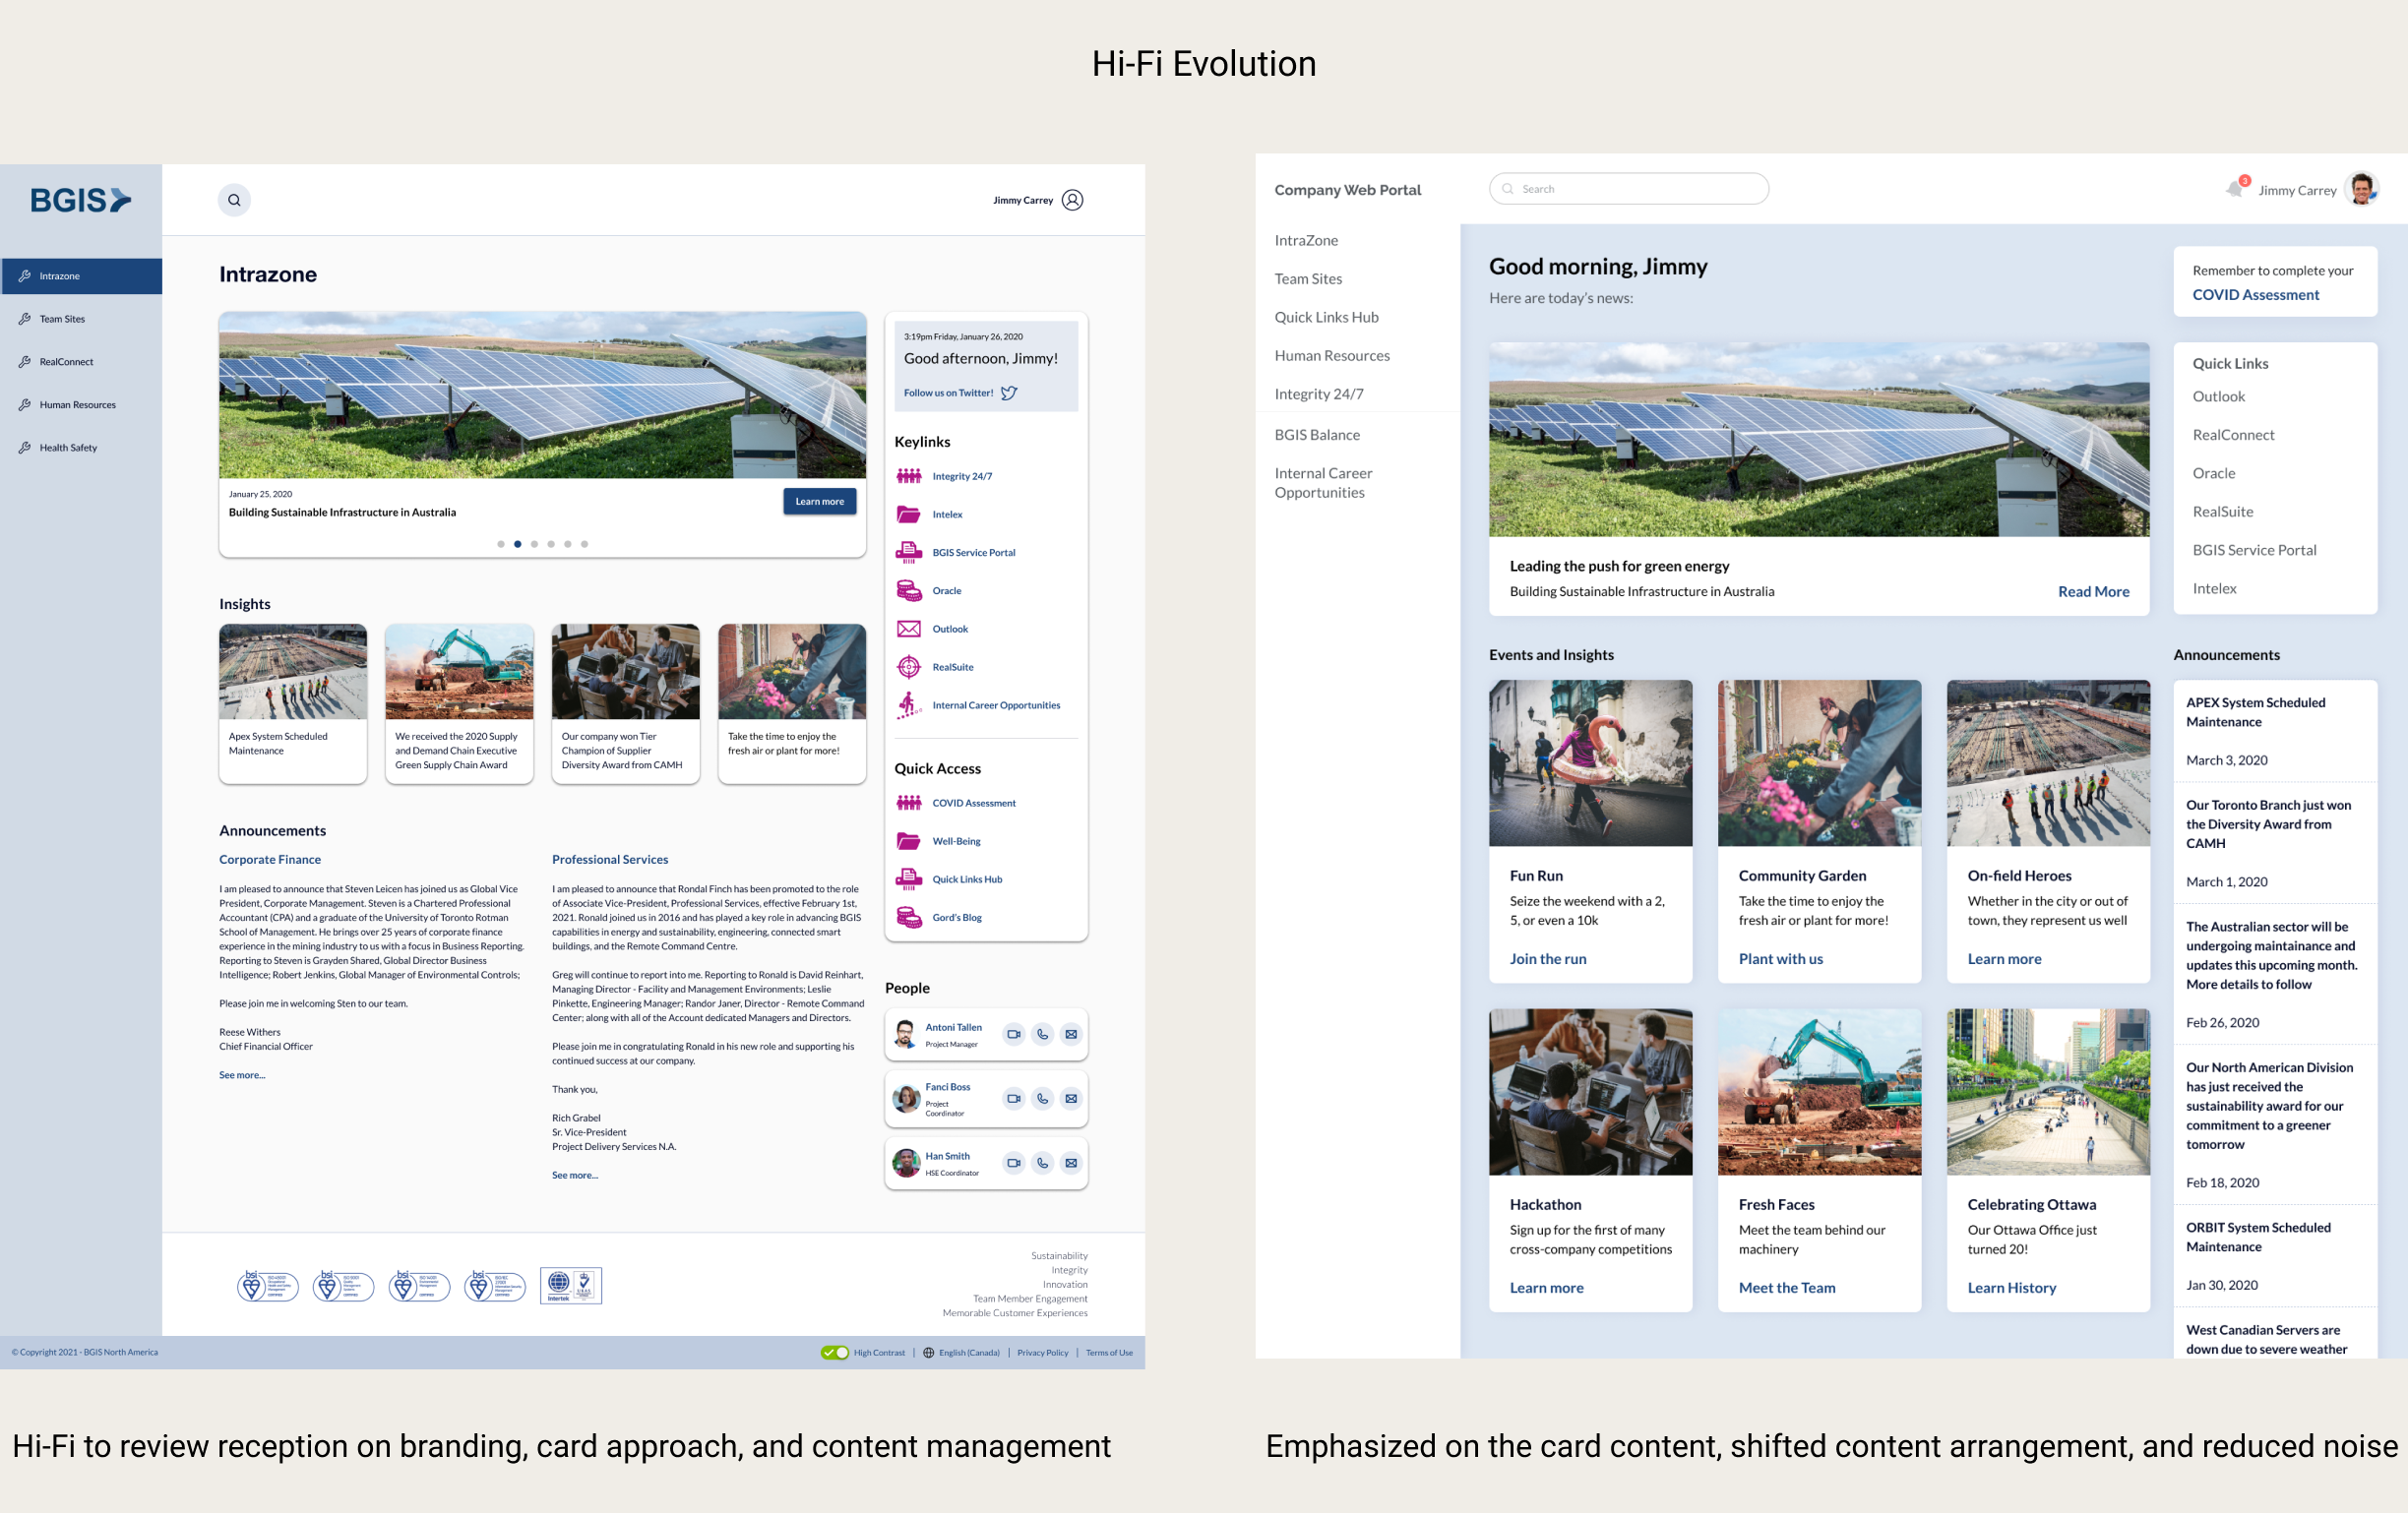 Hi-Fi Evolution
BGIS
Jimmy Carrey
Intrazone
Team Sites
RealConnect
Human Resources
Health Safety
Intrazone
January 25, 2020
Building Sustainable Infrastructure in Australia
Learn more
3:19pm Friday, January 26, 2020
Good afternoon, Jimmy!
Follow us on Twitter!
Keylinks
Integrity 24/7
Intelex
BGIS Service Portal
Oracle
Outlook
RealSuite
Internal Career Opportunities
Quick Access
COVID Assessment
Well-Being
Quick Links Hub
Gord's Blog
Insights
Apex System Scheduled
Maintenance
We received the 2020 Supply
and Demand Chain Executive
Green Supply Chain Award
Our company won Tier
Champion of Supplier
Diversity Award from CAMH
Take the time to enjoy the
fresh air or plant for more!
Announcements
Corporate Finance
I am pleased to announce that Steven Leicen has joined us as Global Vice
President, Corporate Management. Steven is a Chartered Professional
Accountant (CPA) and a graduate of the University of Toronto Rotman
School of Management. He brings over 25 years of corporate finance
experience in the mining industry to us with a focus in Business Reporting.
Reporting to Steven is Grayden Shared, Global Director Business
Intelligence; Robert Jenkins, Global Manager of Environmental Controls;
Please join me in welcoming Sten to our team.
Reese Withers
Chief Financial Officer
See more...
Professional Services
I am pleased to announce that Rondal Finch has been promoted to the role
of Associate Vice-President, Professional Services, effective February 1st,
2021. Ronald joined us in 2016 and has played a key role in advancing BGIS
capabilities in energy and sustainability, engineering, connected smart
buildings, and the Remote Command Centre.
Greg will continue to report into me. Reporting to Ronald is David Reinhart,
Managing Director - Facility and Management Environments; Leslie
Pinkette, Engineering Manager; Randor Janer, Director - Remote Command
Center; along with all of the Account dedicated Managers and Directors.
Please join me in congratulating Ronald in his new role and supporting his
continued success at our company.
Thank you,
Rich Grabel
Sr. Vice-President
Project Delivery Services N.A.
See more...
People
Antoni Tallen
Project Manager
Fanci Boss
Project
Coordinator
Han Smith
HSE Coordinator
bsi
bsi
bsi
bsi
Intertek
Sustainability
Integrity
Innovation
Team Member Engagement
Memorable Customer Experiences
© Copyright 2021 - BGIS North America
High Contrast | English (Canada) | Privacy Policy | Terms of Use
Hi-Fi to review reception on branding, card approach, and content management
Company Web Portal
Search
3
Jimmy Carrey
IntraZone
Team Sites
Quick Links Hub
Human Resources
Integrity 24/7
BGIS Balance
Internal Career
Opportunities
Good morning, Jimmy
Here are today's news:
Remember to complete your
COVID Assessment
Leading the push for green energy
Building Sustainable Infrastructure in Australia
Read More
Quick Links
Outlook
RealConnect
Oracle
RealSuite
BGIS Service Portal
Intelex
Events and Insights
Fun Run
Seize the weekend with a 2,
5, or even a 10k
Join the run
Community Garden
Take the time to enjoy the
fresh air or plant for more!
Plant with us
On-field Heroes
Whether in the city or out of
town, they represent us well
Learn more
Hackathon
Sign up for the first of many
cross-company competitions
Learn more
Fresh Faces
Meet the team behind our
machinery
Meet the Team
Celebrating Ottawa
Our Ottawa Office just
turned 20!
Learn History
Announcements
APEX System Scheduled
Maintenance
March 3, 2020
Our Toronto Branch just won
the Diversity Award from
CAMH
March 1, 2020
The Australian sector will be
undergoing maintainance and
updates this upcoming month.
More details to follow
Feb 26, 2020
Our North American Division
has just received the
sustainability award for our
commitment to a greener
tomorrow
Feb 18, 2020
ORBIT System Scheduled
Maintenance
Jan 30, 2020
West Canadian Servers are
down due to severe weather
Emphasized on the card content, shifted content arrangement, and reduced noise